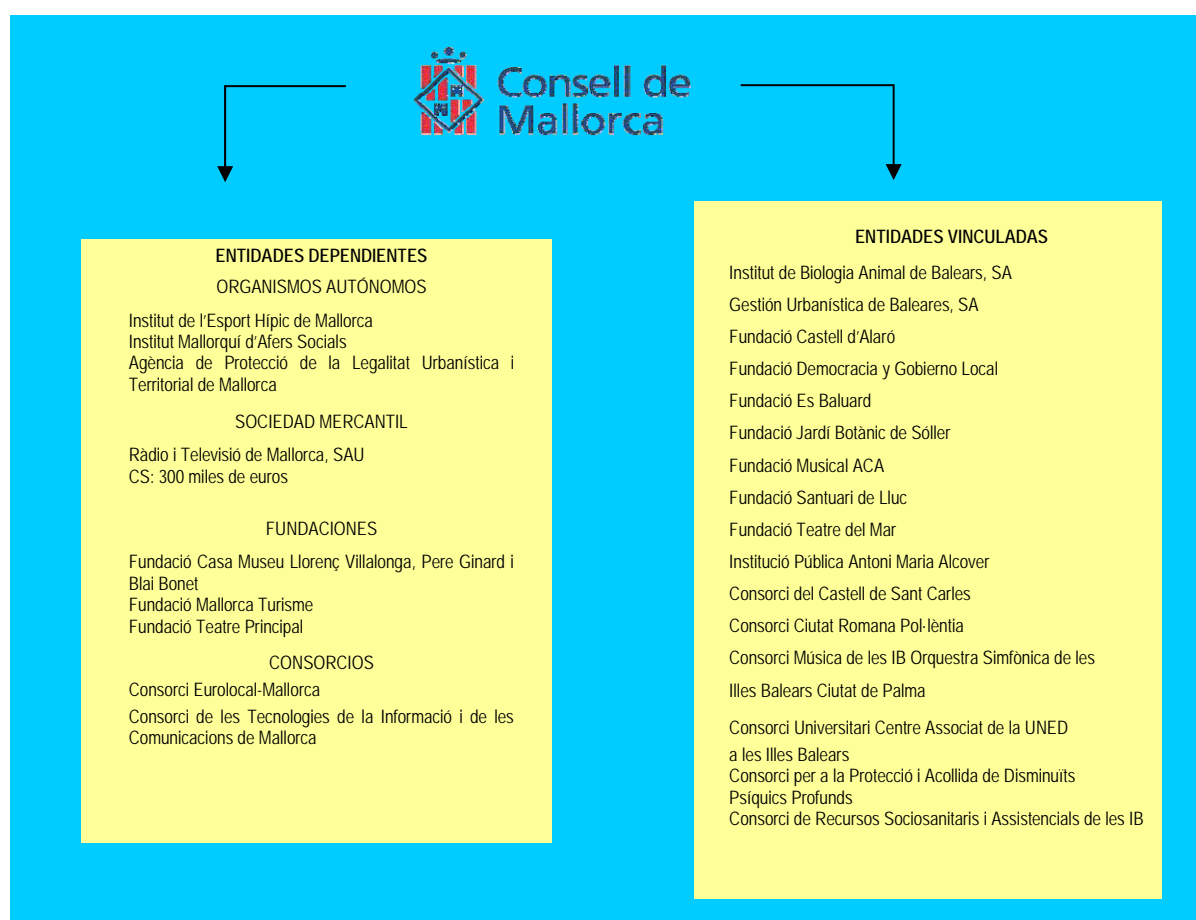 Consell de
Mallorca
ENTIDADES DEPENDIENTES
ORGANISMOS AUTÓNOMOS
Institut de l'Esport Hípic de Mallorca
Institut Mallorquí d'Afers Socials
Agència de Protecció de la Legalitat Urbanística i
Territorial de Mallorca
SOCIEDAD MERCANTIL
Ràdio i Televisió de Mallorca, SAU
CS: 300 miles de euros
FUNDACIONES
Fundació Casa Museu Llorenç Villalonga, Pere Ginard i
Blai Bonet
Fundació Mallorca Turisme
Fundació Teatre Principal
CONSORCIOS
Consorci Eurolocal-Mallorca
Consorci de les Tecnologies de la Informació i de les
Comunicacions de Mallorca
ENTIDADES VINCULADAS
Institut de Biologia Animal de Balears, SA
Gestión Urbanística de Baleares, SA
Fundació Castell d'Alaró
Fundació Democracia y Gobierno Local
Fundació Es Baluard
Fundació Jardí Botànic de Sóller
Fundació Musical ACA
Fundació Santuari de Lluc
Fundació Teatre del Mar
Institució Pública Antoni Maria Alcover
Consorci del Castell de Sant Carles
Consorci Ciutat Romana Pol·lèntia
Consorci Música de les IB Orquestra Simfònica de les
Illes Balears Ciutat de Palma
Consorci Universitari Centre Associat de la UNED
a les Illes Balears
Consorci per a la Protecció i Acollida de Disminuïts
Psíquics Profunds
Consorci de Recursos Sociosanitaris i Assistencials de les IB